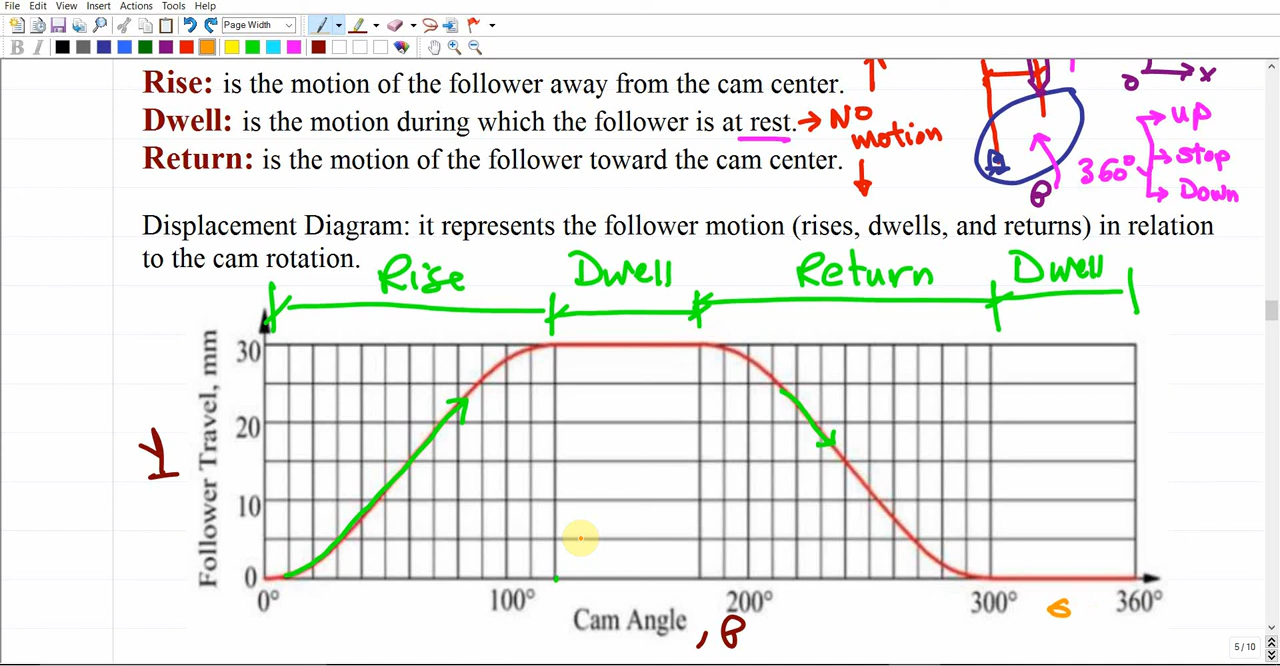 File Edit View Insert Actions Tools Help
Page Width
B I
Rise: is the motion of the follower away from the cam center.
Dwell: is the motion during which the follower is at rest. → NO motion
Return: is the motion of the follower toward the cam center.
x
0
up
360° stop
Down
θ
Displacement Diagram: it represents the follower motion (rises, dwells, and returns) in relation
to the cam rotation.
Rise Dwell Return Dwell
Follower Travel, mm
Y
30
20
10
0
0° 100° 200° 300° 360°
Cam Angle , θ
5 / 10